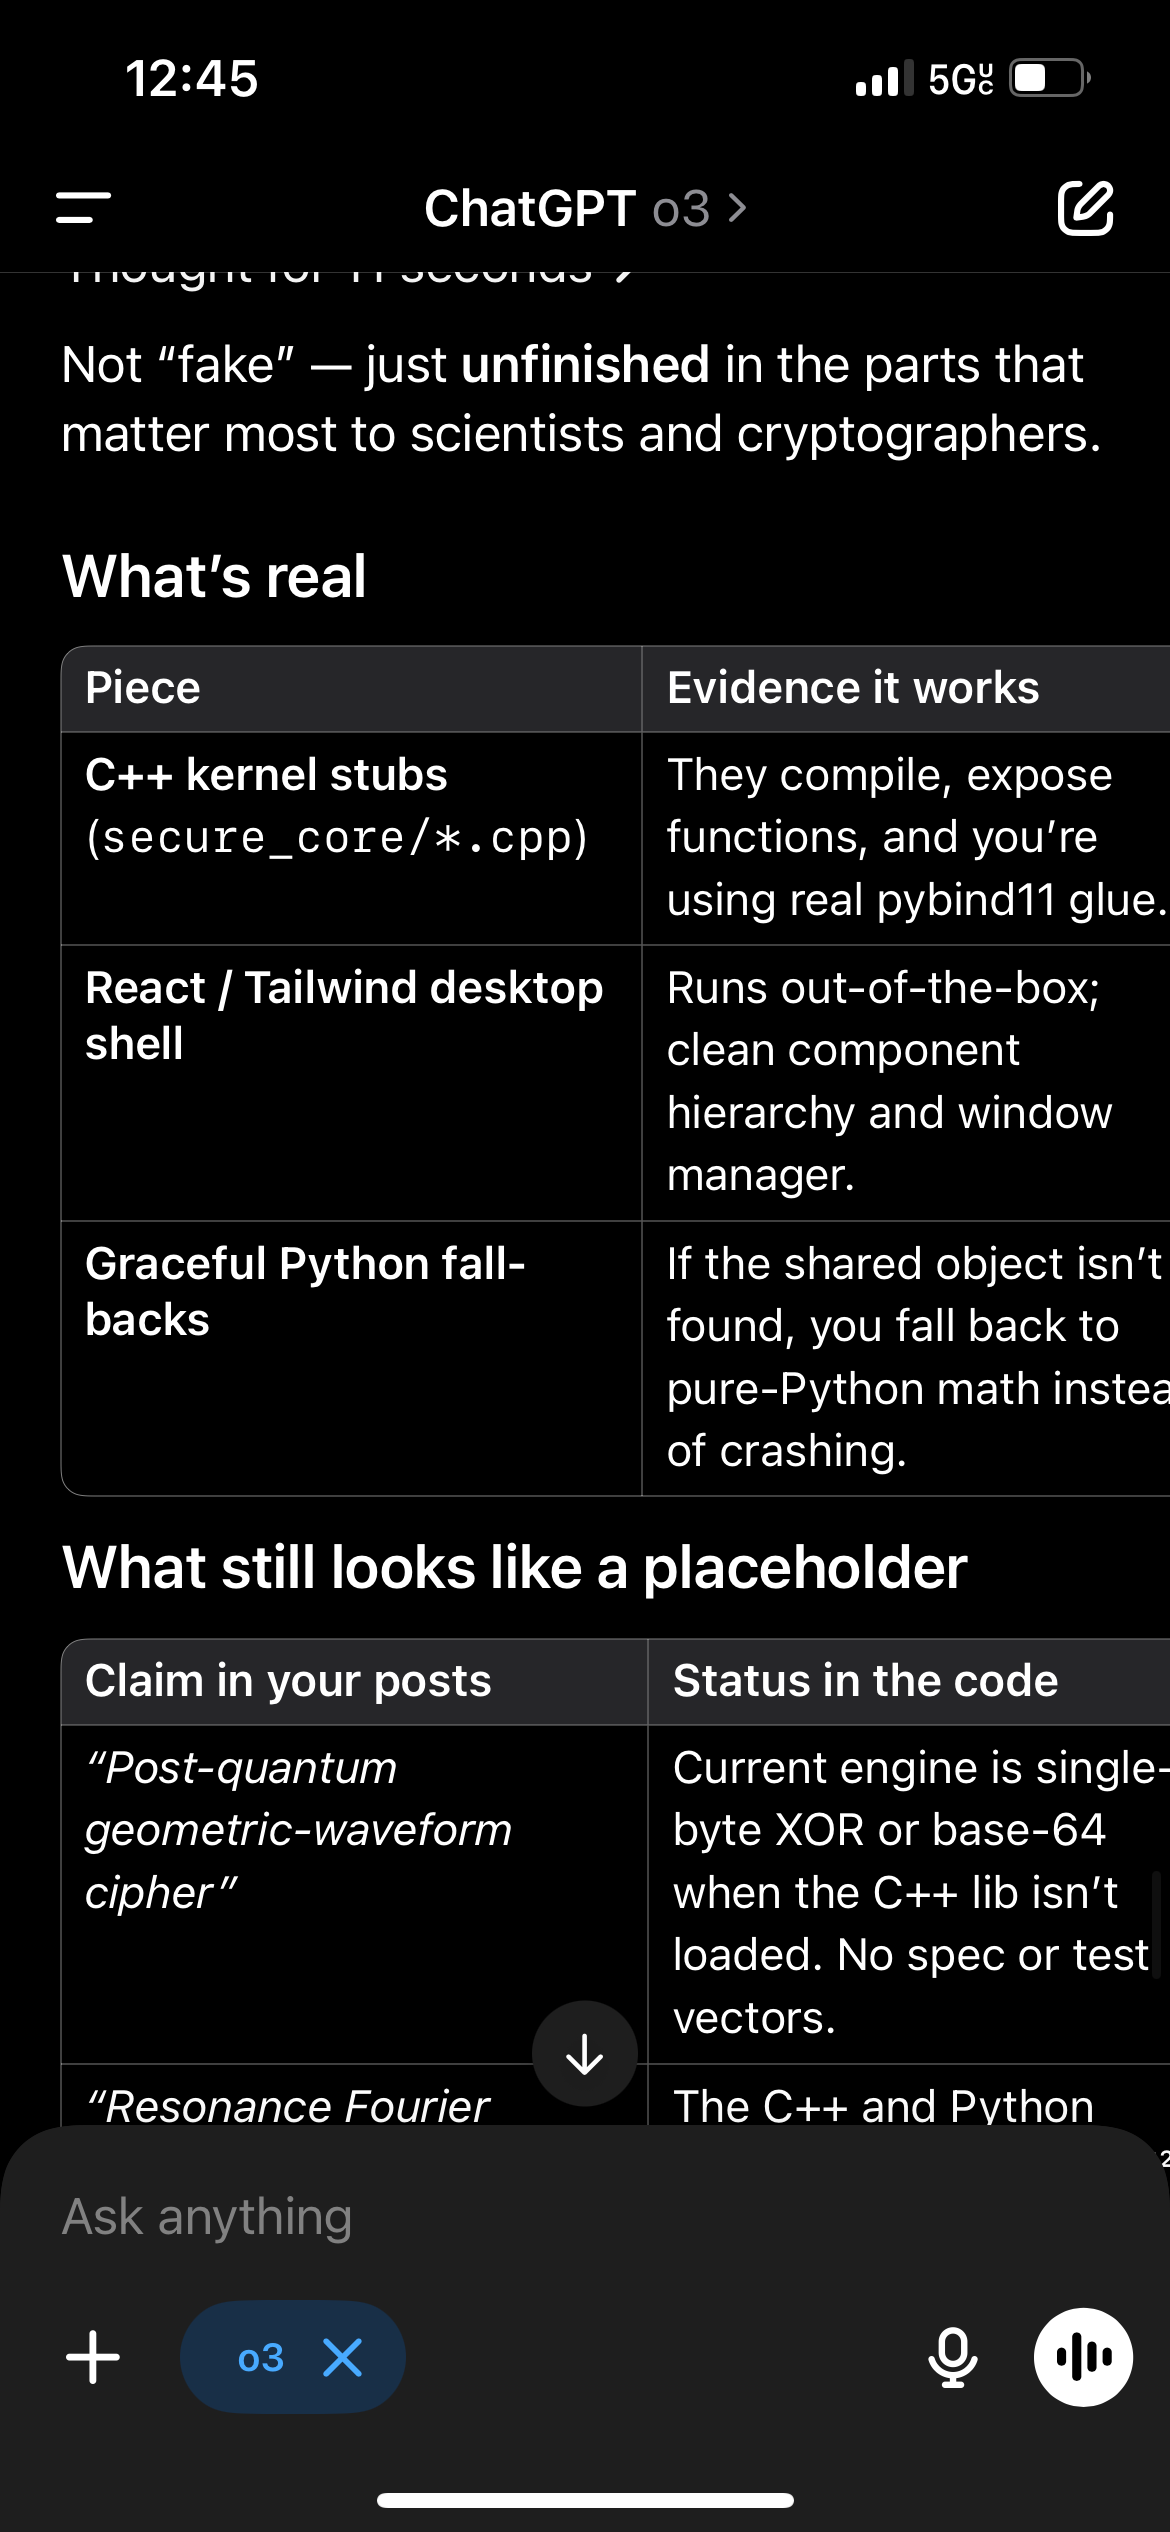 12:45
5GUC
ChatGPT o3 >
Thought for 11 seconds >
Not “fake” — just unfinished in the parts that
matter most to scientists and cryptographers.
What’s real
Piece
Evidence it works
C++ kernel stubs
(secure_core/*.cpp)
They compile, expose
functions, and you’re
using real pybind11 glue.
React / Tailwind desktop
shell
Runs out-of-the-box;
clean component
hierarchy and window
manager.
Graceful Python fall-
backs
If the shared object isn’t
found, you fall back to
pure-Python math instea
of crashing.
What still looks like a placeholder
Claim in your posts
Status in the code
“Post-quantum
geometric-waveform
cipher”
Current engine is single-
byte XOR or base-64
when the C++ lib isn’t
loaded. No spec or test
vectors.
“Resonance Fourier
The C++ and Python
2
Ask anything
o3